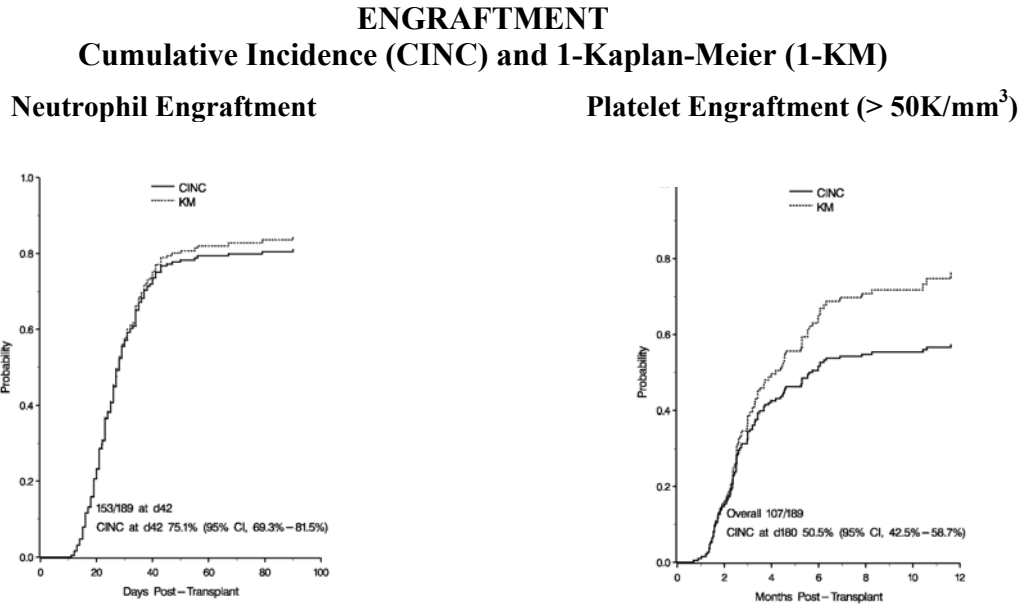 ENGRAFTMENT
Cumulative Incidence (CINC) and 1-Kaplan-Meier (1-KM)
Neutrophil Engraftment
Platelet Engraftment (> 50K/mm³)
1.0
0.8
0.6
0.4
0.2
0.0
Probability
CINC
KM
153/189 at d42
CINC at d42 75.1% (95% CI, 69.3%–81.5%)
0 20 40 60 80 100
Days Post–Transplant
0.8
0.6
0.4
0.2
0.0
Probability
CINC
KM
Overall 107/189
CINC at d180 50.5% (95% CI, 42.5%–58.7%)
0 2 4 6 8 10 12
Months Post–Transplant